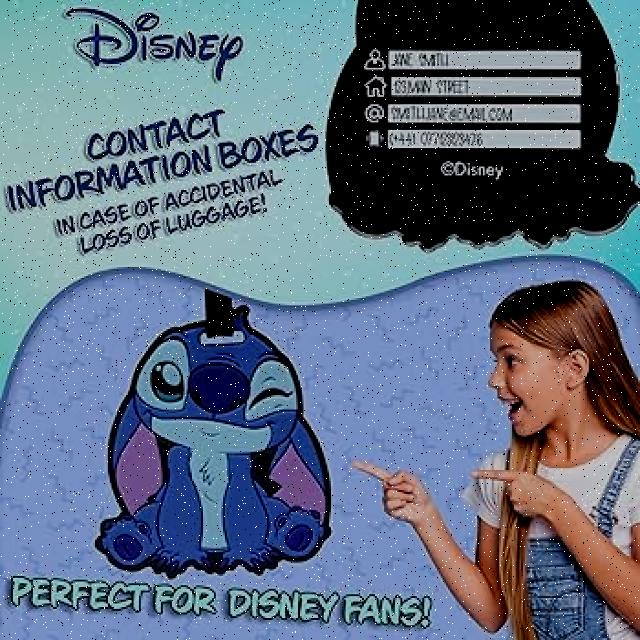 Disney
CONTACT
INFORMATION BOXES
IN CASE OF ACCIDENTAL
LOSS OF LUGGAGE!
JANE SMITH
123 MAIN STREET
SMITHJANE@EMAIL.COM
©Disney
PERFECT FOR DISNEY FANS!